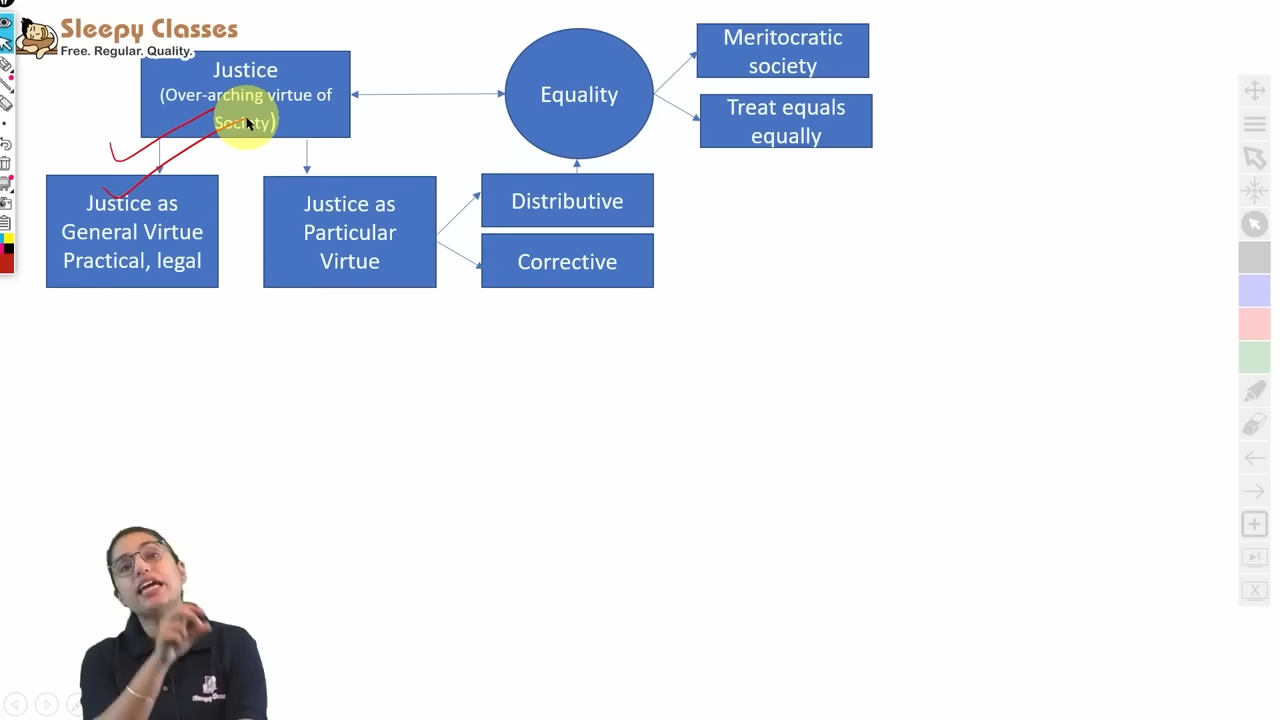 Sleepy Classes
Free. Regular. Quality.
Justice
(Over-arching virtue of
Society)
Equality
Meritocratic
society
Treat equals
equally
Justice as
General Virtue
Practical, legal
Justice as
Particular
Virtue
Distributive
Corrective